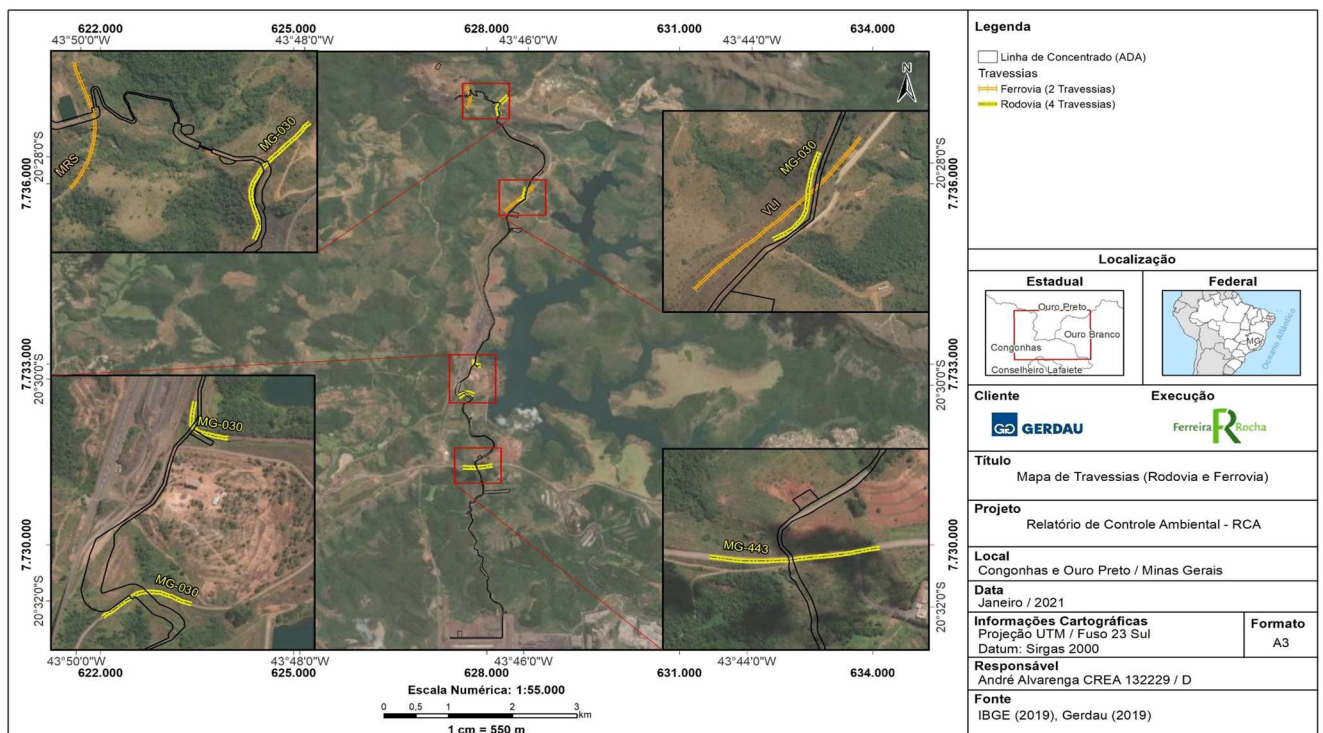 622.000 625.000 628.000 631.000 634.000
43°50'0"W 43°48'0"W 43°46'0"W 43°44'0"W
N
MRS
MG-030
MG-030
VLI
20°28'0"S
7.736.000
20°28'0"S
7.736.000
7.733.000
20°30'0"S
20°30'0"S
7.733.000
MG-030
MG-030
MG-443
7.730.000
20°32'0"S
7.730.000
20°32'0"S
43°50'0"W 43°48'0"W 43°46'0"W 43°44'0"W
622.000 625.000 628.000 631.000 634.000
Escala Numérica: 1:55.000
0 0,5 1 2 3
km
1 cm = 550 m
Legenda
Linha de Concentrado (ADA)
Travessias
Ferrovia (2 Travessias)
Rodovia (4 Travessias)
Localização
Estadual
Ouro Preto
Ouro Branco
Congonhas
Conselheiro Lafaiete
Federal
MG
Oceano Atlântico
Cliente
GG GERDAU
Execução
Ferreira FR Rocha
Título
Mapa de Travessias (Rodovia e Ferrovia)
Projeto
Relatório de Controle Ambiental - RCA
Local
Congonhas e Ouro Preto / Minas Gerais
Data
Janeiro / 2021
Informações Cartográficas
Projeção UTM / Fuso 23 Sul
Datum: Sirgas 2000
Formato
A3
Responsável
André Alvarenga CREA 132229 / D
Fonte
IBGE (2019), Gerdau (2019)